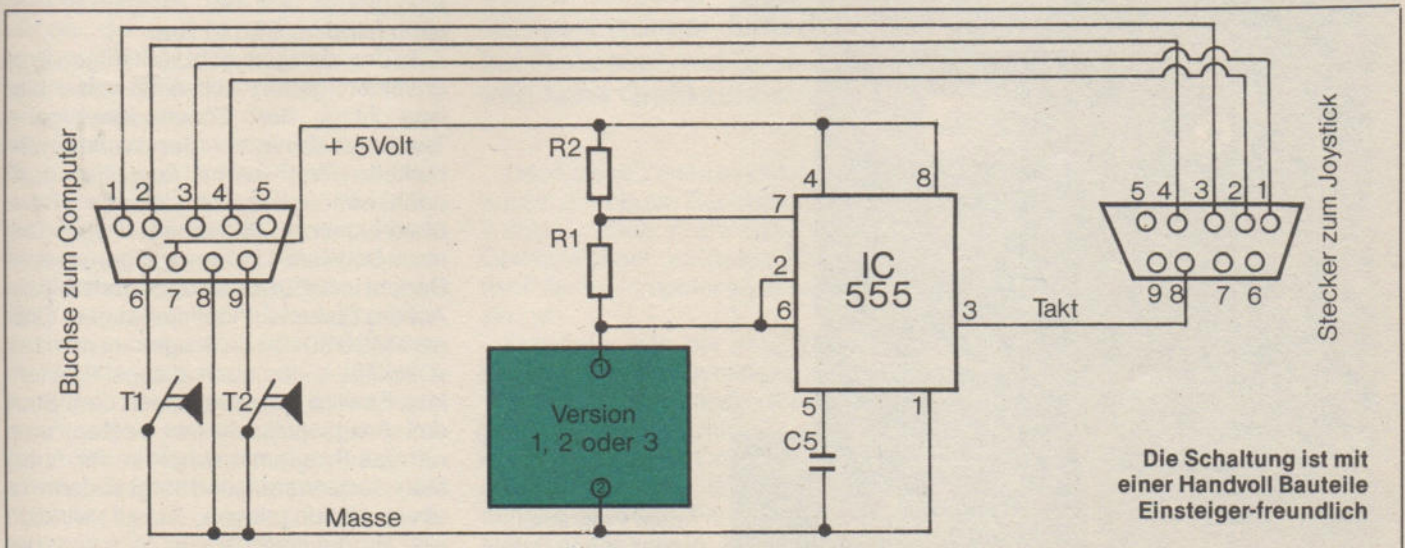 Buchse zum Computer
1 2 3 4 5
6 7 8 9
+ 5Volt
T1 T2
Masse
R2
R1
Version
1, 2 oder 3
1
2
4 8
7
2
6
IC
555
3
5 1
C5
Takt
5 4 3 2 1
9 8 7 6
Stecker zum Joystick
Die Schaltung ist mit
einer Handvoll Bauteile
Einsteiger-freundlich